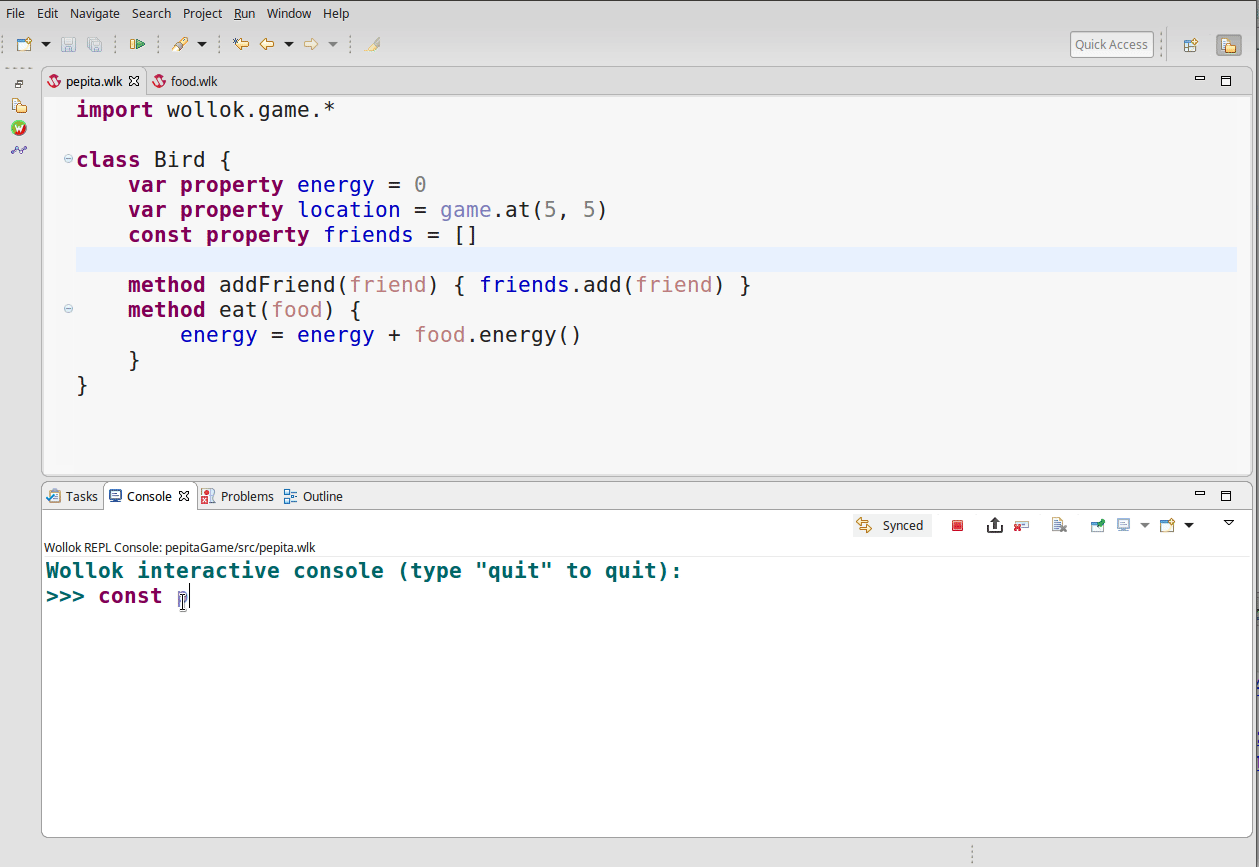 File Edit Navigate Search Project Run Window Help
Quick Access
pepita.wlk food.wlk
import wollok.game.*
class Bird {
var property energy = 0
var property location = game.at(5, 5)
const property friends = []
method addFriend(friend) { friends.add(friend) }
method eat(food) {
energy = energy + food.energy()
}
}
Tasks Console Problems Outline
Synced
Wollok REPL Console: pepitaGame/src/pepita.wlk
Wollok interactive console (type "quit" to quit):
>>> const